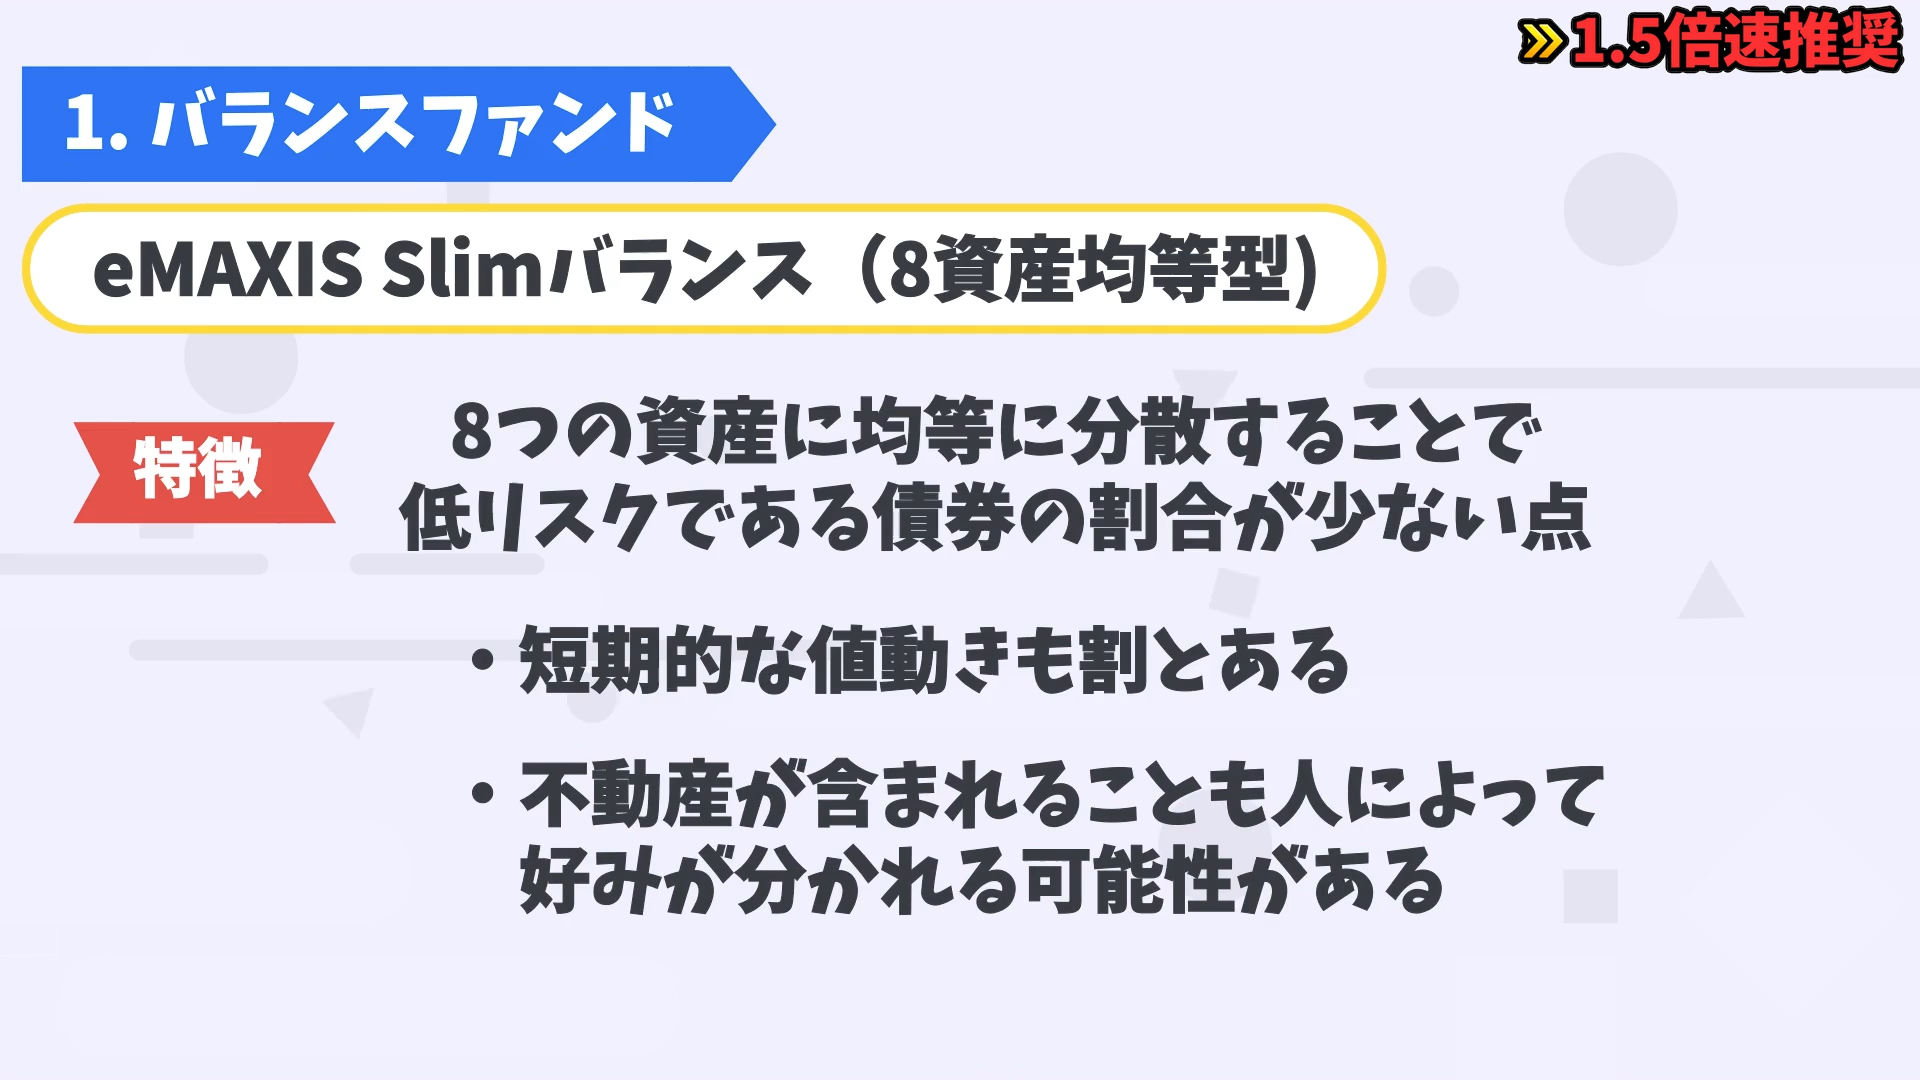 1.5倍速推奨
1. バランスファンド
eMAXIS Slimバランス（8資産均等型)
特徴
8つの資産に均等に分散することで
低リスクである債券の割合が少ない点
・短期的な値動きも割とある
・不動産が含まれることも人によって
好みが分かれる可能性がある